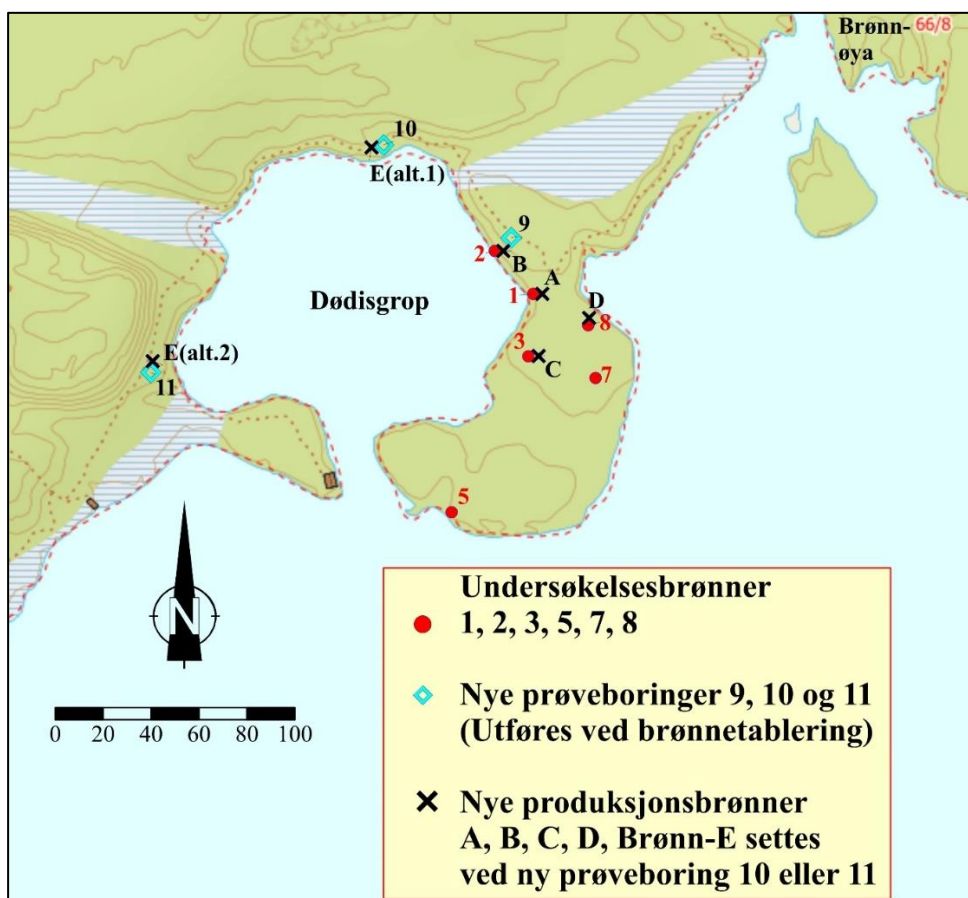 Brønn-
øya
66/8
10
E(alt.1)
9
2
B
1
A
Dødisgrop
D
8
3
C
7
E(alt.2)
11
5
N
0 20 40 60 80 100
Undersøkelsesbrønner
1, 2, 3, 5, 7, 8
Nye prøveboringer 9, 10 og 11
(Utføres ved brønnetablering)
Nye produksjonsbrønner
A, B, C, D, Brønn-E settes
ved ny prøveboring 10 eller 11